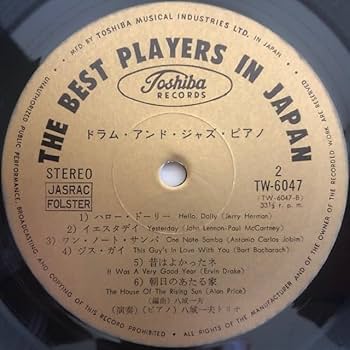 MFD. BY TOSHIBA MUSICAL INDUSTRIES LTD. IN JAPAN.
THE BEST PLAYERS IN JAPAN
Toshiba
RECORDS
ドラム・アンド・ジャズ・ピアノ
STEREO
JASRAC
FOLSTER
2
TW-6047
(TW-6047-B)
33⅓ r. p. m.
1) ハロー・ドーリー Hello, Dolly (Jerry Herman)
2) イエスタデイ Yesterday (John Lennon-Paul McCartney)
3) ワン・ノート・サンバ One Note Samba (Antonio Carlos Jobim)
4) ジス・ガイ This Guy's In Love With You (Burt Bacharach)
5) 昔はよかったネ
It Was A Very Good Year (Ervin Drake)
6) 朝日のあたる家
The House Of The Rising Sun (Alan Price)
(編曲) 八城一夫
(演奏) (ピアノ) 八城一夫トリオ
UNAUTHORIZED PUBLIC PERFORMANCE, BROADCASTING AND COPYING OF THIS RECORD PROHIBITED • ALL RIGHTS OF THE MANUFACTURER AND OF THE OWNER OF THE RECORDED WORK ARE RESERVED.